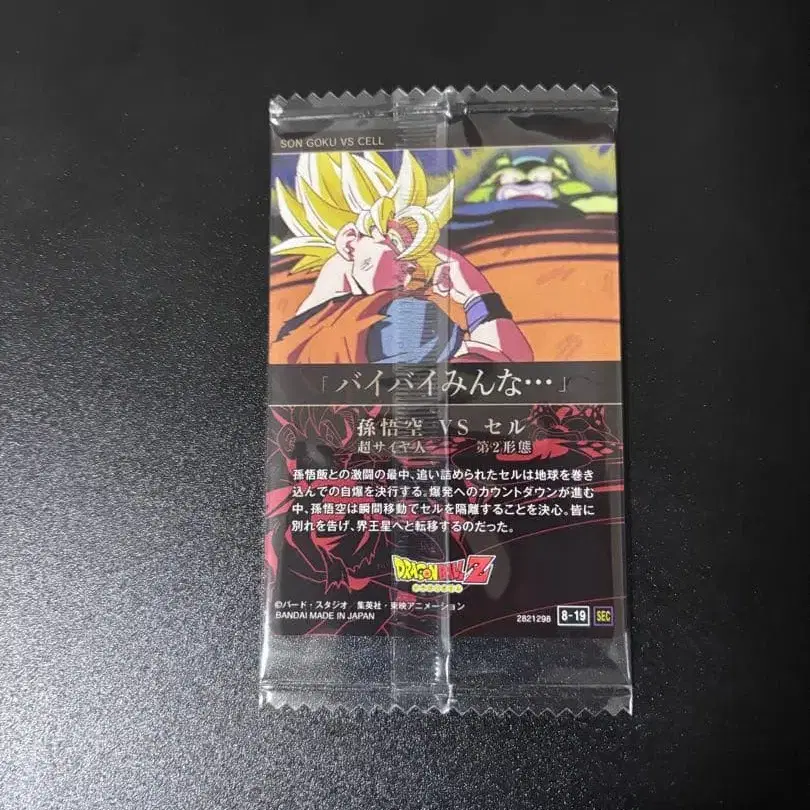 SON GOKU VS CELL
「バイバイみんな…」
孫悟空 VS セル
超サイヤ人 第2形態
孫悟飯との激闘の最中、追い詰められたセルは地球を巻き
込んでの自爆を決行する。爆発へのカウントダウンが進む
中、孫悟空は瞬間移動でセルを隔離することを決心。皆に
別れを告げ、界王星へと転移するのだった。
DRAGON BALL Z
©バード・スタジオ 集英社・東映アニメーション
BANDAI MADE IN JAPAN
2821298 8-19 SEC